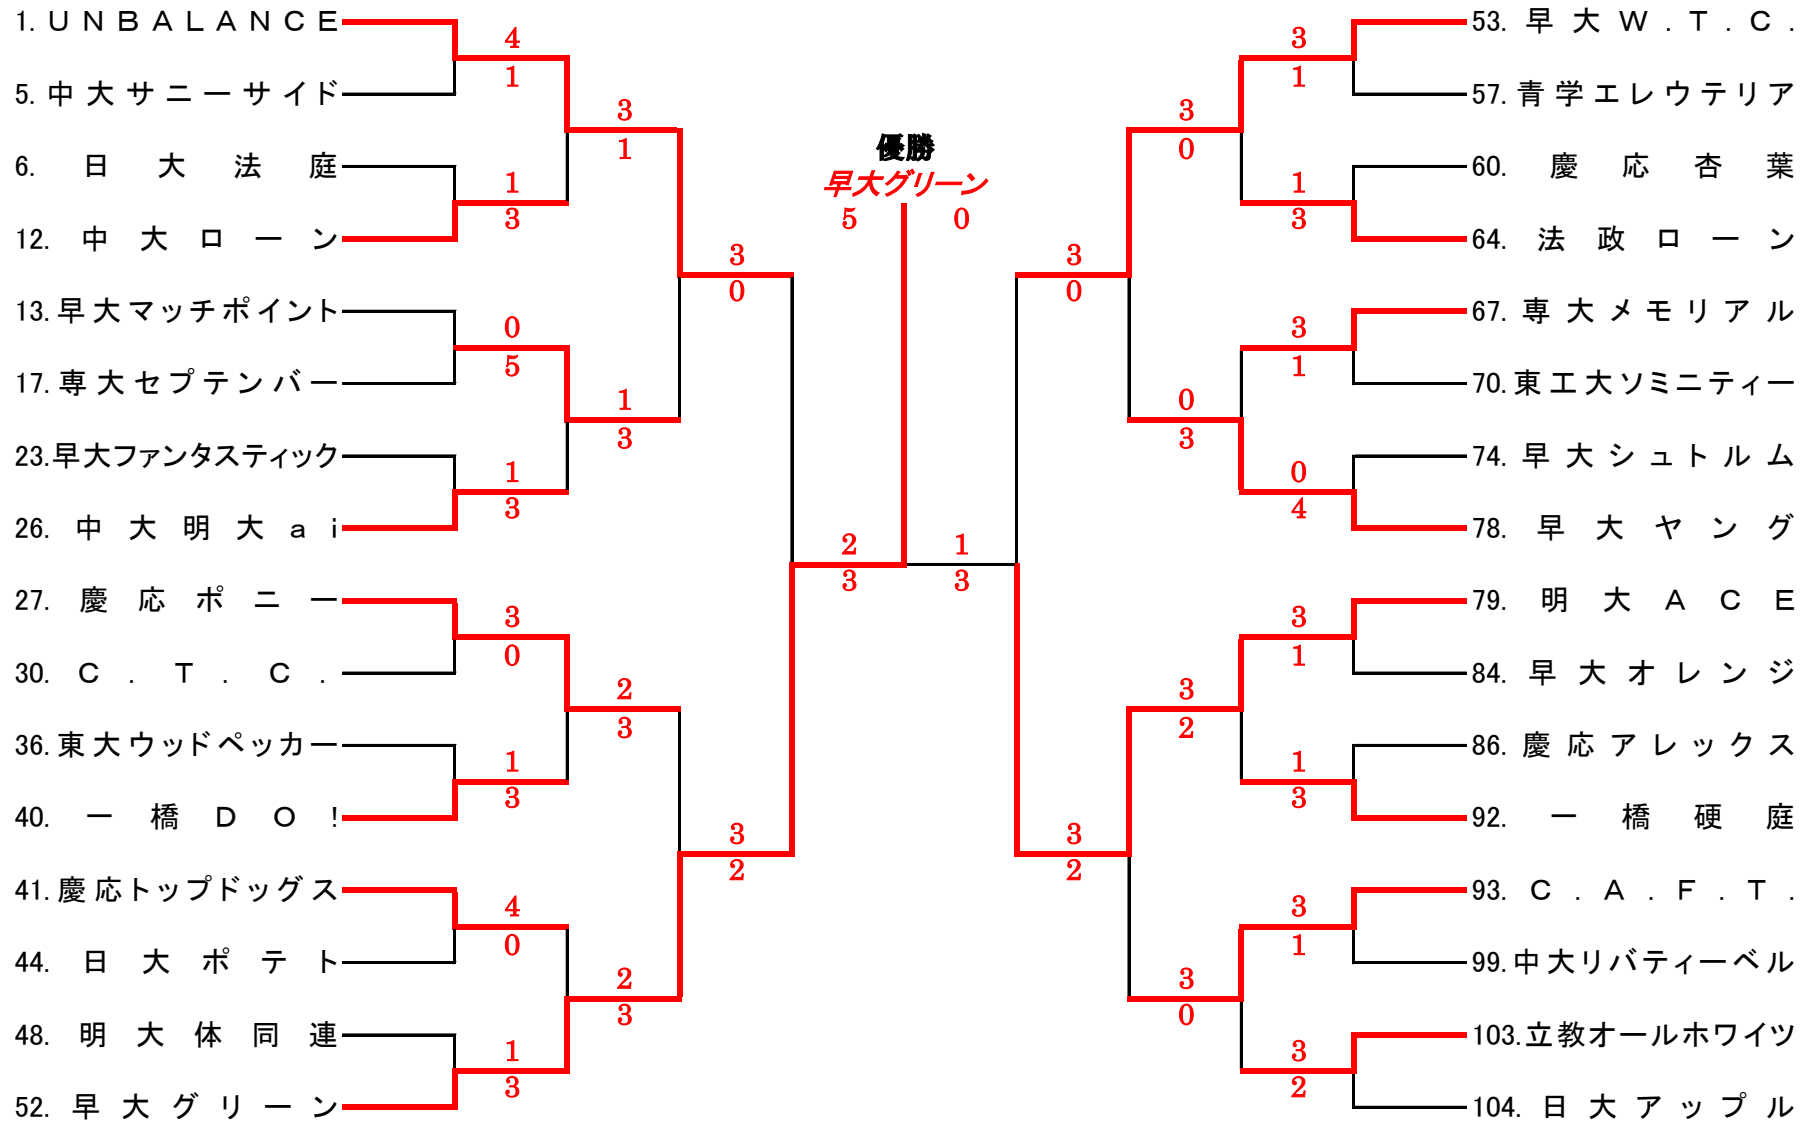 1. UNBALANCE
4
1
5. 中大サニーサイド
3
1
6. 日大法庭
1
3
12. 中大ローン
3
0
13. 早大マッチポイント
0
5
17. 専大セプテンバー
1
3
23. 早大ファンタスティック
1
3
26. 中大明大ai
2
3
27. 慶応ポニー
3
0
30. C.T.C.
2
3
36. 東大ウッドペッカー
1
3
40. 一橋DO!
3
2
41. 慶応トップドッグス
4
0
44. 日大ポテト
2
3
48. 明大体同連
1
3
52. 早大グリーン
優勝
早大グリーン
5 0
53. 早大W.T.C.
3
1
57. 青学エレウテリア
3
0
60. 慶応杏葉
1
3
64. 法政ローン
3
0
67. 専大メモリアル
3
1
70. 東工大ソミニティー
0
3
74. 早大シュトルム
0
4
78. 早大ヤング
1
3
79. 明大ACE
3
1
84. 早大オレンジ
3
2
86. 慶応アレックス
1
3
92. 一橋硬庭
3
2
93. C.A.F.T.
3
1
99. 中大リバティーベル
3
0
103. 立教オールホワイツ
3
2
104. 日大アップル